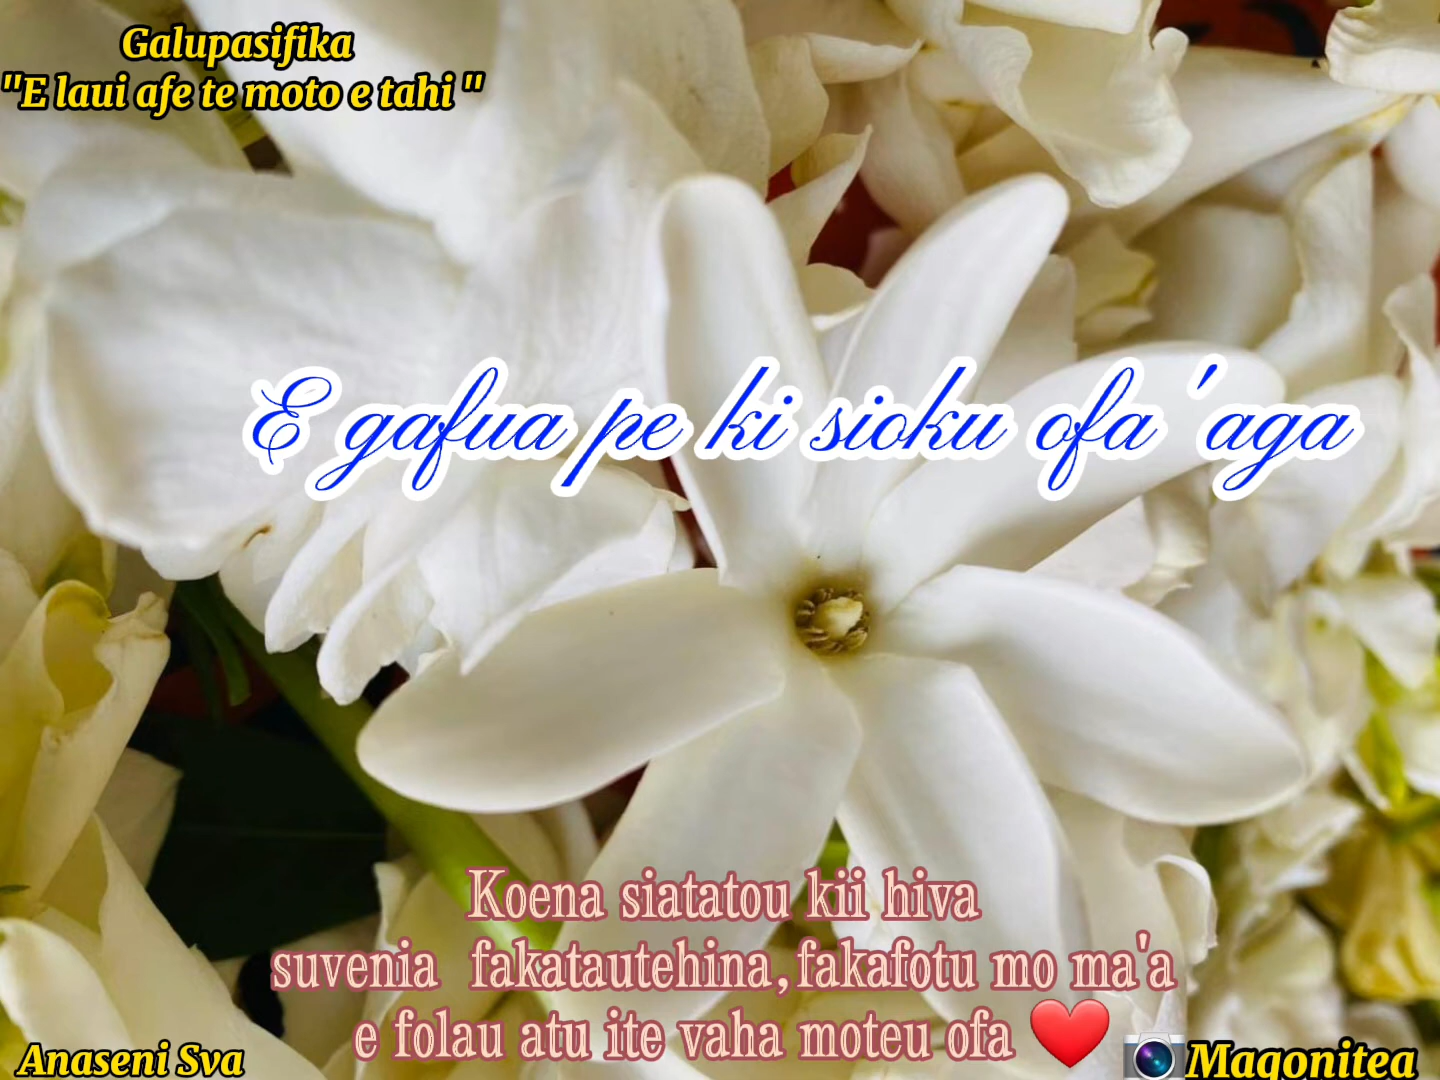 Galupasifika
"E laui afe te moto e tahi "
E gafua pe ki sioku ofa'aga
Koena siatatou kii hiva
suvenia fakatautehina,fakafotu mo ma'a
e folau atu ite vaha moteu ofa
Anaseni Sva
Magonitea